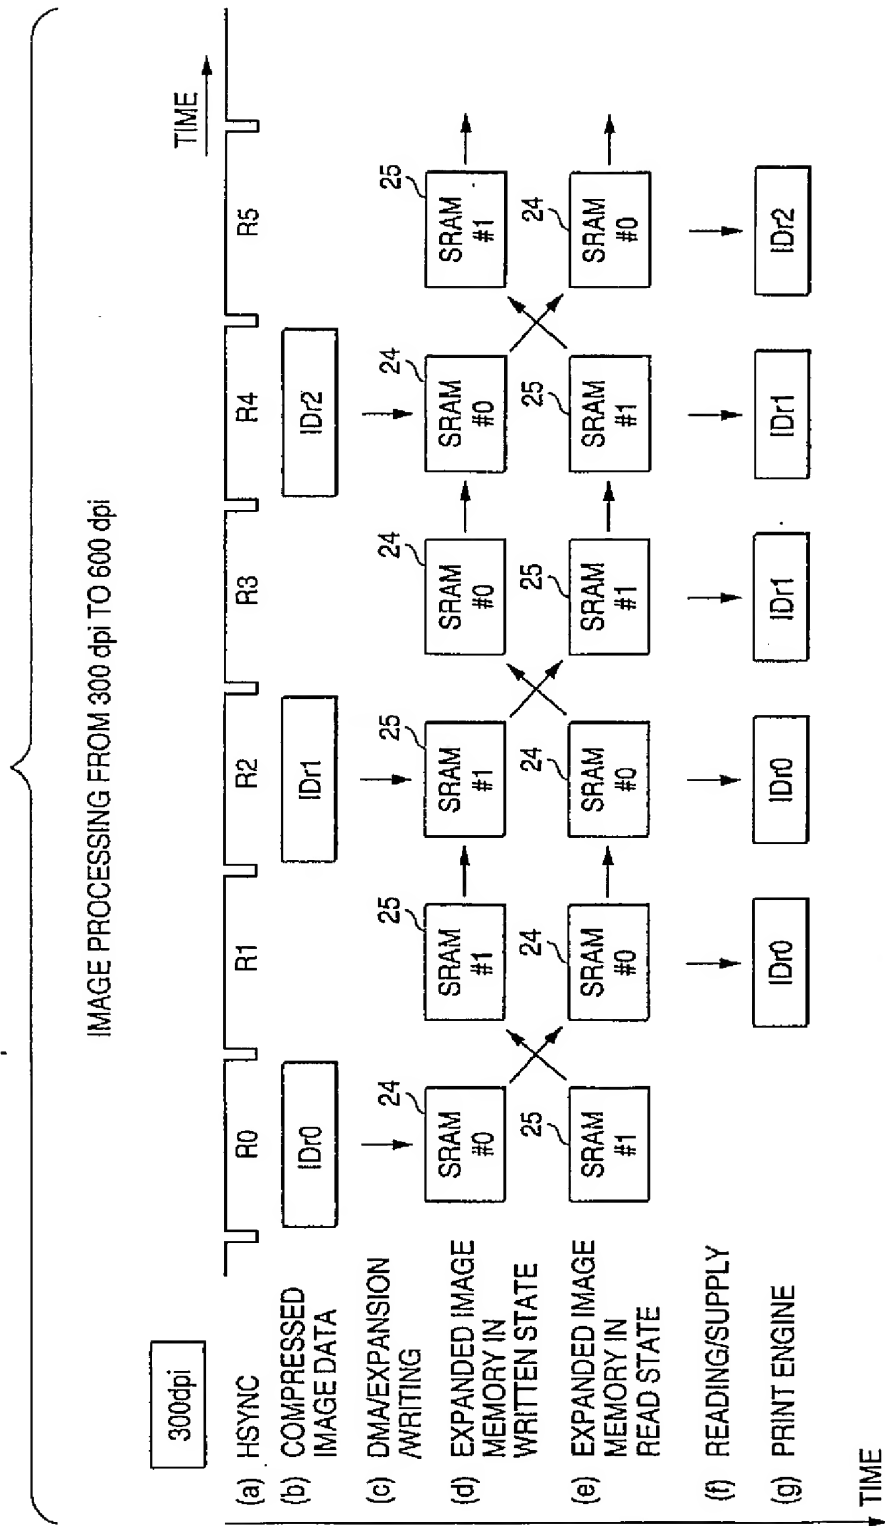 IMAGE PROCESSING FROM 300 dpi TO 600 dpi
300dpi
TIME
(a) HSYNC
R0
R1
R2
R3
R4
R5
(b) COMPRESSED
IMAGE DATA
IDr0
IDr1
IDr2
(c) DMA/EXPANSION
/WRITING
(d) EXPANDED IMAGE
MEMORY IN
WRITTEN STATE
24
SRAM
#0
25
SRAM
#1
25
SRAM
#1
24
SRAM
#0
24
SRAM
#0
25
SRAM
#1
(e) EXPANDED IMAGE
MEMORY IN
READ STATE
25
SRAM
#1
24
SRAM
#0
24
SRAM
#0
25
SRAM
#1
25
SRAM
#1
24
SRAM
#0
(f) READING/SUPPLY
(g) PRINT ENGINE
IDr0
IDr0
IDr1
IDr1
IDr2
TIME